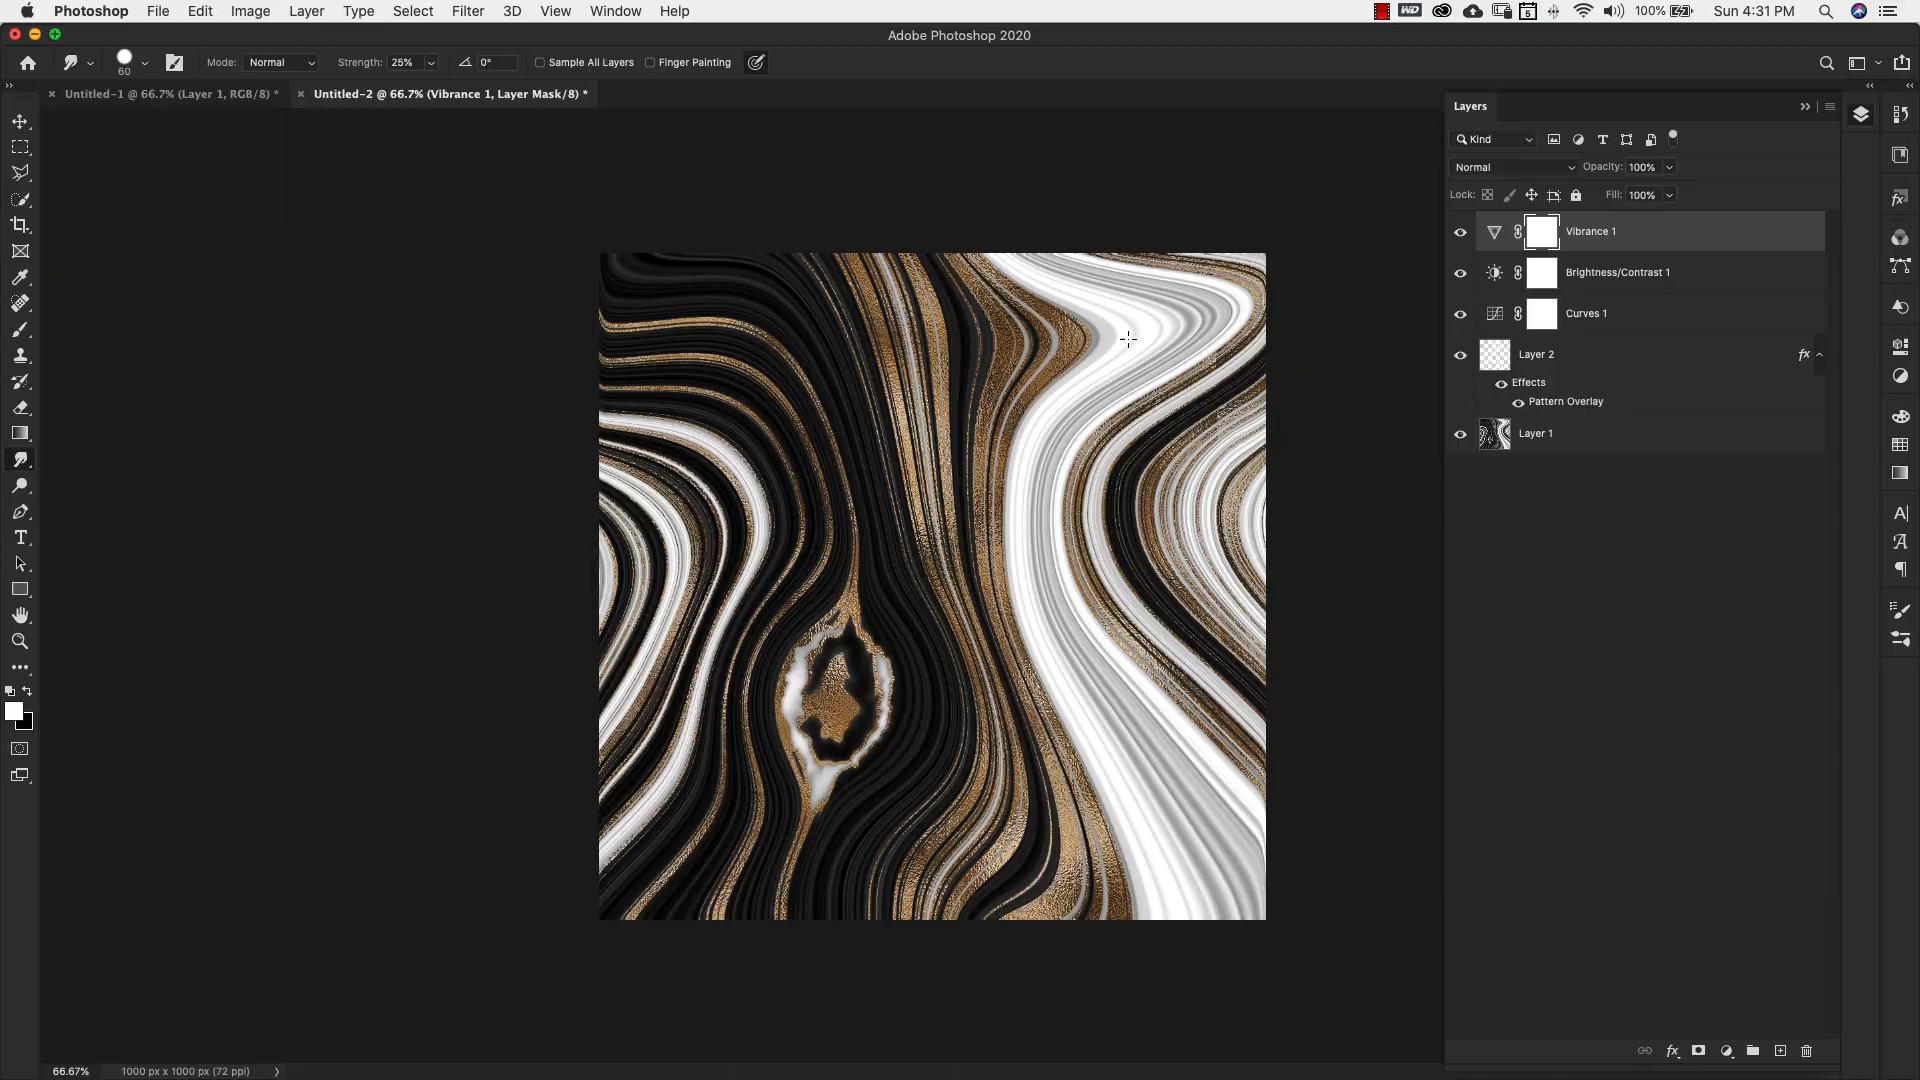 Photoshop File Edit Image Layer Type Select Filter 3D View Window Help WD 5 100% Sun 4:31 PM
Adobe Photoshop 2020
60 Mode: Normal Strength: 25% 0° Sample All Layers Finger Painting
Untitled-1 @ 66.7% (Layer 1, RGB/8) * Untitled-2 @ 66.7% (Vibrance 1, Layer Mask/8) *
Layers
Kind
Normal Opacity: 100%
Lock: Fill: 100%
Vibrance 1
Brightness/Contrast 1
Curves 1
Layer 2 fx
Effects
Pattern Overlay
Layer 1
66.67% 1000 px x 1000 px (72 ppi)